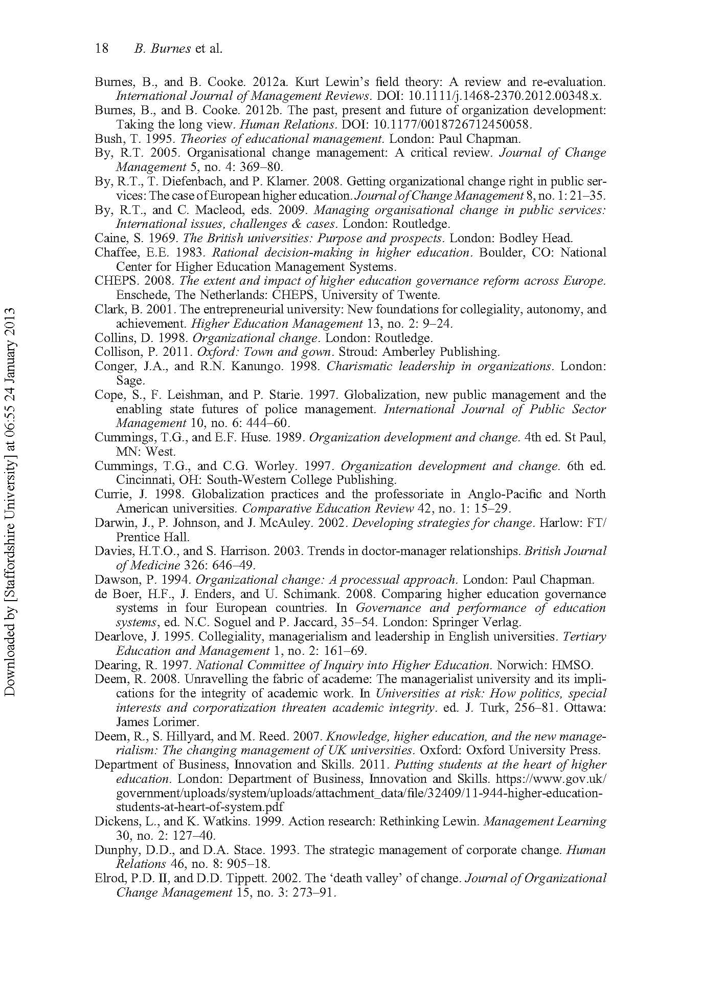 18 B. Burnes et al.
Burnes, B., and B. Cooke. 2012a. Kurt Lewin’s field theory: A review and re-evaluation.
International Journal of Management Reviews. DOI: 10.1111/j.1468-2370.2012.00348.x.
Burnes, B., and B. Cooke. 2012b. The past, present and future of organization development:
Taking the long view. Human Relations. DOI: 10.1177/0018726712450058.
Bush, T. 1995. Theories of educational management. London: Paul Chapman.
By, R.T. 2005. Organisational change management: A critical review. Journal of Change
Management 5, no. 4: 369–80.
By, R.T., T. Diefenbach, and P. Klarner. 2008. Getting organizational change right in public ser-
vices: The case of European higher education. Journal of Change Management 8, no. 1: 21–35.
By, R.T., and C. Macleod, eds. 2009. Managing organisational change in public services:
International issues, challenges & cases. London: Routledge.
Caine, S. 1969. The British universities: Purpose and prospects. London: Bodley Head.
Chaffee, E.E. 1983. Rational decision-making in higher education. Boulder, CO: National
Center for Higher Education Management Systems.
CHEPS. 2008. The extent and impact of higher education governance reform across Europe.
Enschede, The Netherlands: CHEPS, University of Twente.
Clark, B. 2001. The entrepreneurial university: New foundations for collegiality, autonomy, and
achievement. Higher Education Management 13, no. 2: 9–24.
Collins, D. 1998. Organizational change. London: Routledge.
Collison, P. 2011. Oxford: Town and gown. Stroud: Amberley Publishing.
Conger, J.A., and R.N. Kanungo. 1998. Charismatic leadership in organizations. London:
Sage.
Cope, S., F. Leishman, and P. Starie. 1997. Globalization, new public management and the
enabling state futures of police management. International Journal of Public Sector
Management 10, no. 6: 444–60.
Cummings, T.G., and E.F. Huse. 1989. Organization development and change. 4th ed. St Paul,
MN: West.
Cummings, T.G., and C.G. Worley. 1997. Organization development and change. 6th ed.
Cincinnati, OH: South-Western College Publishing.
Currie, J. 1998. Globalization practices and the professoriate in Anglo-Pacific and North
American universities. Comparative Education Review 42, no. 1: 15–29.
Darwin, J., P. Johnson, and J. McAuley. 2002. Developing strategies for change. Harlow: FT/
Prentice Hall.
Davies, H.T.O., and S. Harrison. 2003. Trends in doctor-manager relationships. British Journal
of Medicine 326: 646–49.
Dawson, P. 1994. Organizational change: A processual approach. London: Paul Chapman.
de Boer, H.F., J. Enders, and U. Schimank. 2008. Comparing higher education governance
systems in four European countries. In Governance and performance of education
systems, ed. N.C. Soguel and P. Jaccard, 35–54. London: Springer Verlag.
Dearlove, J. 1995. Collegiality, managerialism and leadership in English universities. Tertiary
Education and Management 1, no. 2: 161–69.
Dearing, R. 1997. National Committee of Inquiry into Higher Education. Norwich: HMSO.
Deem, R. 2008. Unravelling the fabric of academe: The managerialist university and its impli-
cations for the integrity of academic work. In Universities at risk: How politics, special
interests and corporatization threaten academic integrity. ed. J. Turk, 256–81. Ottawa:
James Lorimer.
Deem, R., S. Hillyard, and M. Reed. 2007. Knowledge, higher education, and the new manage-
rialism: The changing management of UK universities. Oxford: Oxford University Press.
Department of Business, Innovation and Skills. 2011. Putting students at the heart of higher
education. London: Department of Business, Innovation and Skills. https://www.gov.uk/
government/uploads/system/uploads/attachment_data/file/32409/11-944-higher-education-
students-at-heart-of-system.pdf
Dickens, L., and K. Watkins. 1999. Action research: Rethinking Lewin. Management Learning
30, no. 2: 127–40.
Dunphy, D.D., and D.A. Stace. 1993. The strategic management of corporate change. Human
Relations 46, no. 8: 905–18.
Elrod, P.D. II, and D.D. Tippett. 2002. The ‘death valley’ of change. Journal of Organizational
Change Management 15, no. 3: 273–91.
Downloaded by [Staffordshire University] at 06:55 24 January 2013